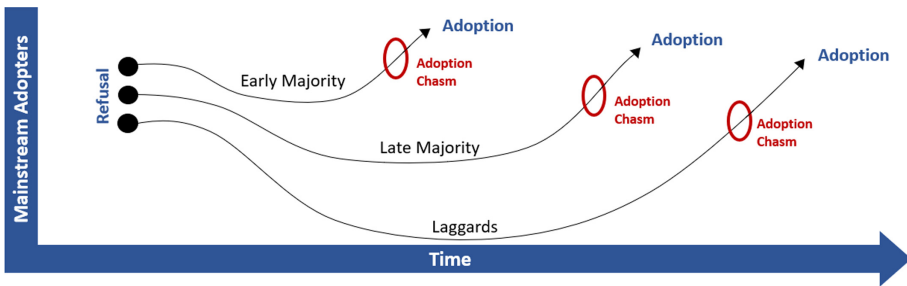 Mainstream Adopters
Refusal
Early Majority
Adoption
Adoption
Chasm
Late Majority
Adoption
Adoption
Chasm
Laggards
Adoption
Adoption
Chasm
Time